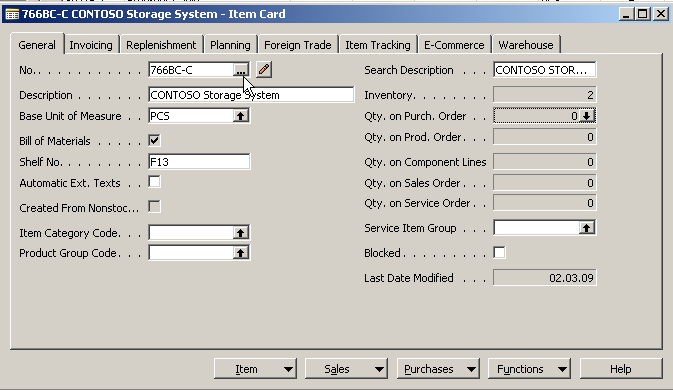 766BC-C CONTOSO Storage System - Item Card
General Invoicing Replenishment Planning Foreign Trade Item Tracking E-Commerce Warehouse
No. . . . . . . . . . . . 766BC-C ... Search Description . . . CONTOSO STOR...
Description . . . . . . . CONTOSO Storage System Inventory. . . . . . . . 2
Base Unit of Measure . . PCS Qty. on Purch. Order . . 0
Qty. on Prod. Order. . . 0
Bill of Materials . . . . .
Shelf No. . . . . . . . . F13 Qty. on Component Lines 0
Automatic Ext. Texts . . Qty. on Sales Order . . . 0
Created From Nonstoc... Qty. on Service Order . . 0
Item Category Code. . . Service Item Group . . .
Product Group Code. . . Blocked . . . . . . . . .
Last Date Modified . . . 02.03.09
Item Sales Purchases Functions Help